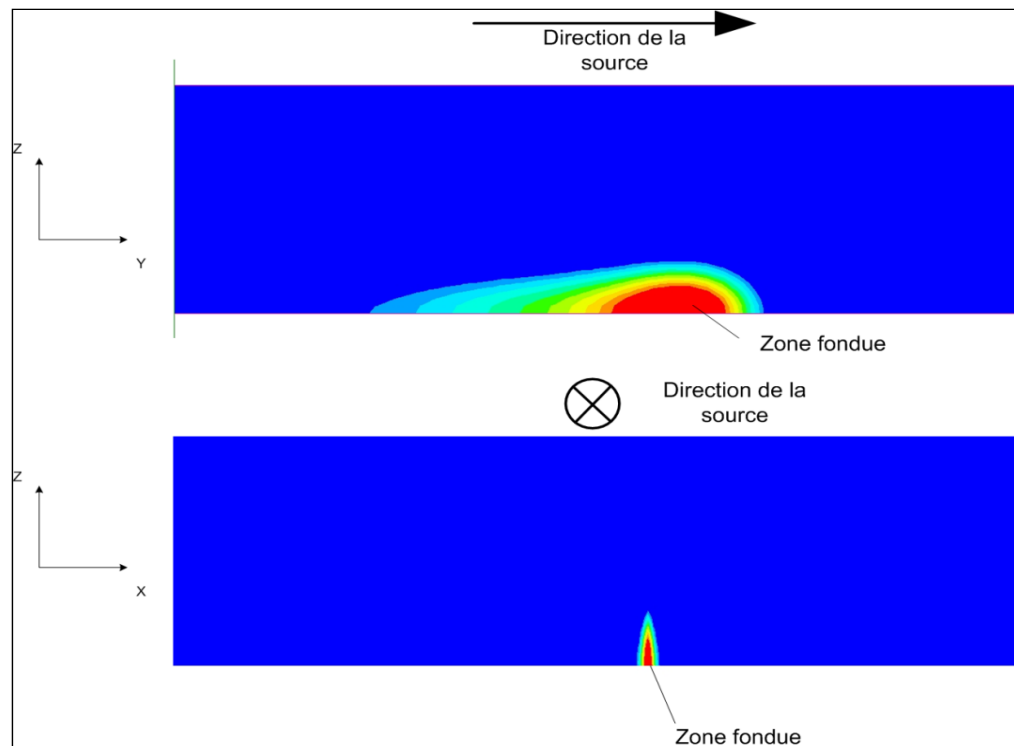 Direction de la
source
Z
Y
Zone fondue
Direction de la
source
Z
X
Zone fondue